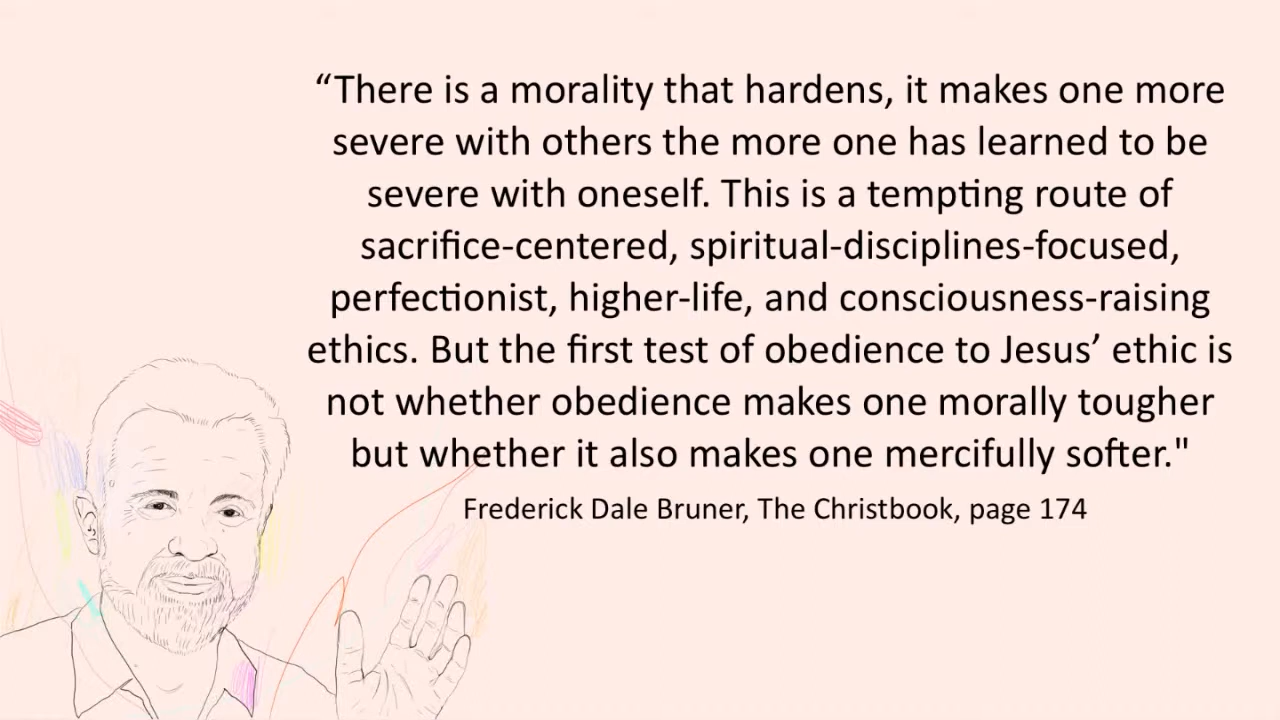 “There is a morality that hardens, it makes one more
severe with others the more one has learned to be
severe with oneself. This is a tempting route of
sacrifice-centered, spiritual-disciplines-focused,
perfectionist, higher-life, and consciousness-raising
ethics. But the first test of obedience to Jesus’ ethic is
not whether obedience makes one morally tougher
but whether it also makes one mercifully softer."
Frederick Dale Bruner, The Christbook, page 174